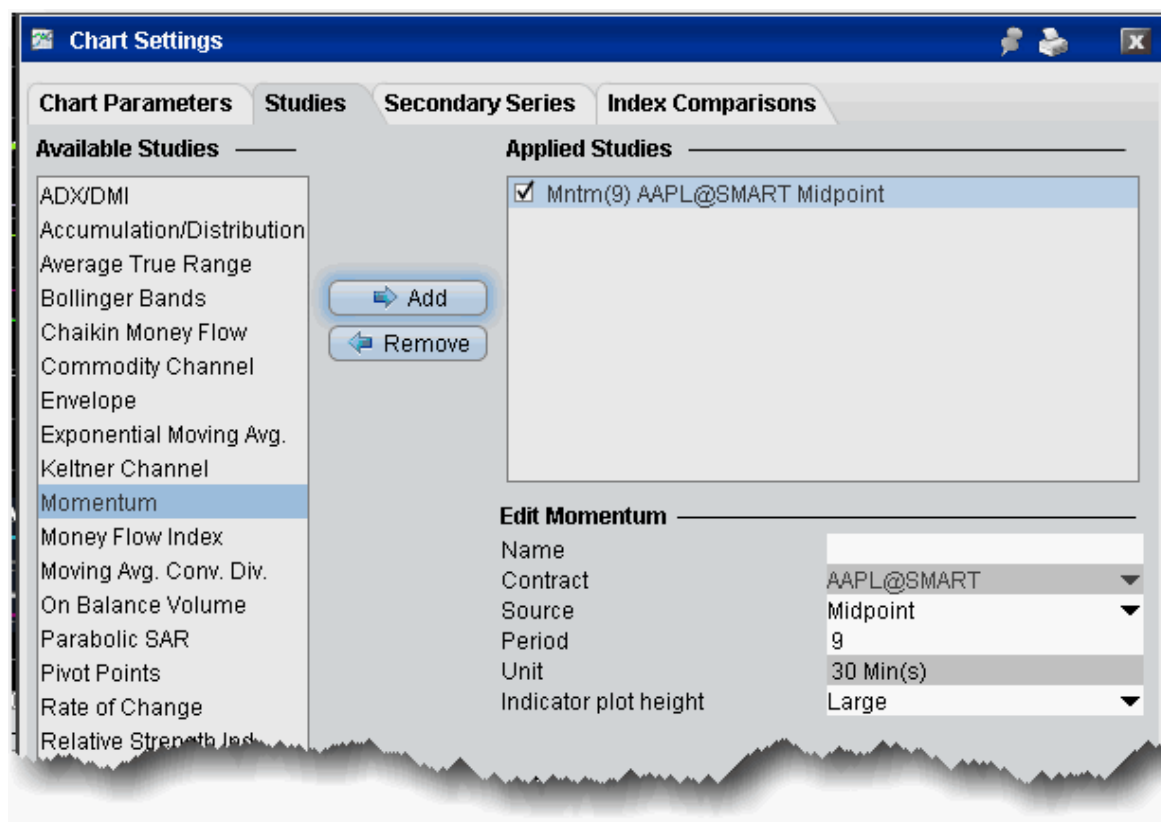 Chart Settings
Chart Parameters
Studies
Secondary Series
Index Comparisons
Available Studies
ADX/DMI
Accumulation/Distribution
Average True Range
Bollinger Bands
Chaikin Money Flow
Commodity Channel
Envelope
Exponential Moving Avg.
Keltner Channel
Momentum
Money Flow Index
Moving Avg. Conv. Div.
On Balance Volume
Parabolic SAR
Pivot Points
Rate of Change
Relative Strength Ind
Add
Remove
Applied Studies
Mntm(9) AAPL@SMART Midpoint
Edit Momentum
Name
Contract AAPL@SMART
Source Midpoint
Period 9
Unit 30 Min(s)
Indicator plot height Large